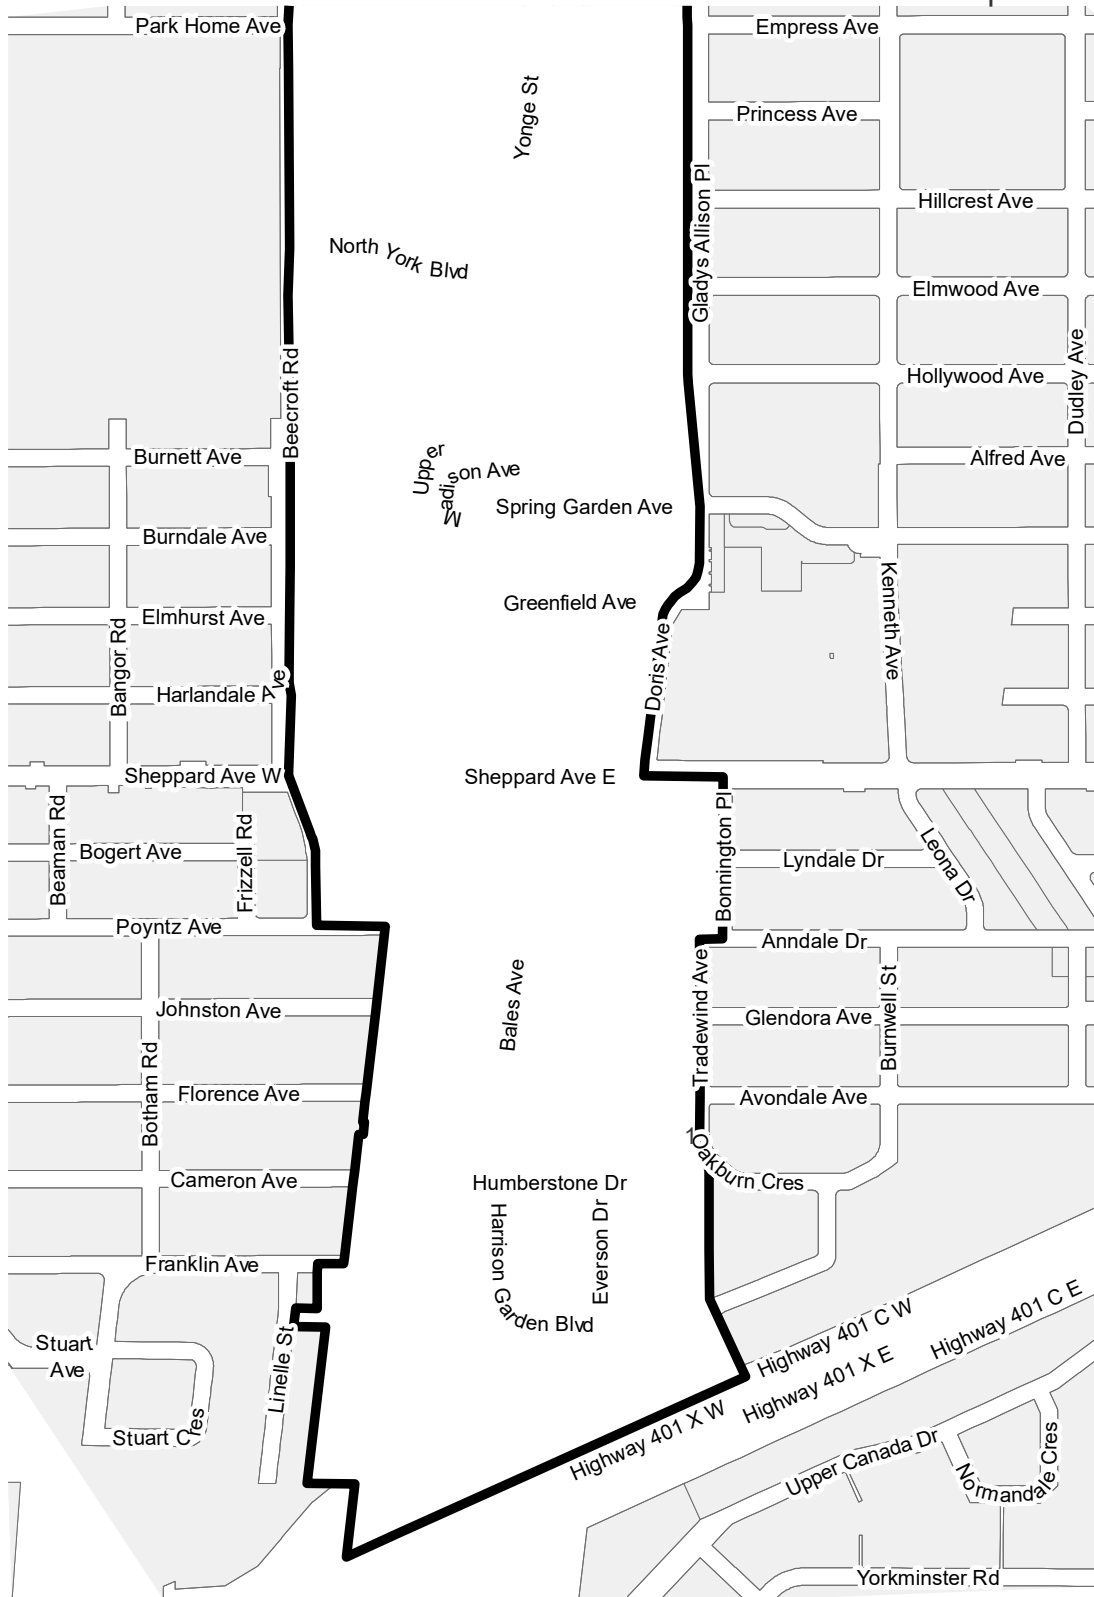 Park Home Ave
Empress Ave
Yonge St
Princess Ave
Gladys Allison Pl
Hillcrest Ave
North York Blvd
Elmwood Ave
Beecroft Rd
Dudley Ave
Hollywood Ave
Burnett Ave
Upper Madison Ave
Alfred Ave
Spring Garden Ave
Burndale Ave
Greenfield Ave
Kenneth Ave
Elmhurst Ave
Bangor Rd
Doris Ave
Harlandale Ave
Sheppard Ave W
Sheppard Ave E
Beaman Rd
Bogert Ave
Frizzell Rd
Bonnington Pl
Lyndale Dr
Leona Dr
Poyntz Ave
Anndale Dr
Bales Ave
Tradewind Ave
Burnwell St
Johnston Ave
Glendora Ave
Botham Rd
Florence Ave
Avondale Ave
1
Oakburn Cres
Cameron Ave
Humberstone Dr
Harrison Garden Blvd
Everson Dr
Franklin Ave
Highway 401 C W
Highway 401 C E
Stuart
Ave
Linelle St
Highway 401 X E
Highway 401 X W
Stuart Cres
Upper Canada Dr
Normandale Cres
Yorkminster Rd